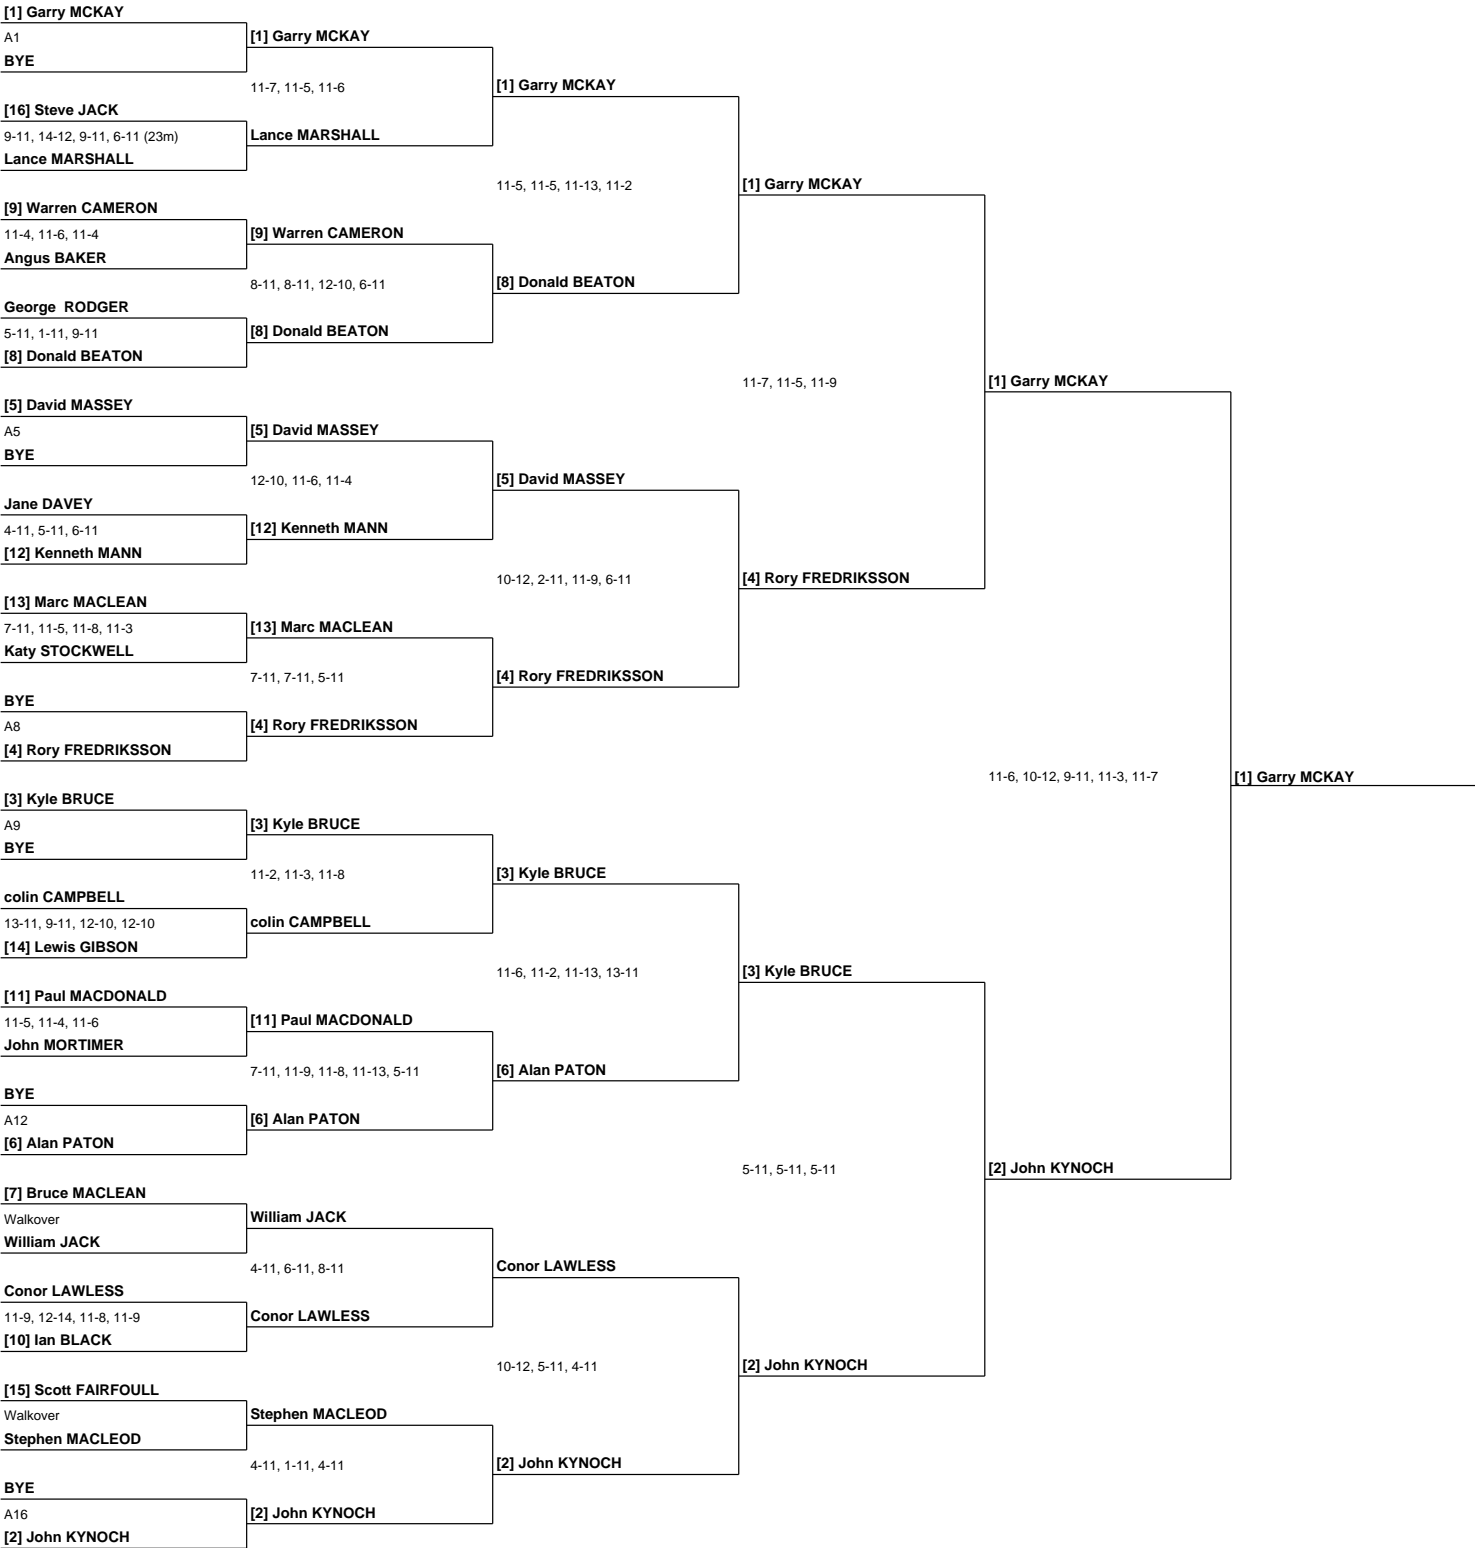 [1] Garry MCKAY
A1
BYE
[16] Steve JACK
9-11, 14-12, 9-11, 6-11 (23m)
Lance MARSHALL
[9] Warren CAMERON
11-4, 11-6, 11-4
Angus BAKER
George  RODGER
5-11, 1-11, 9-11
[8] Donald BEATON
[5] David MASSEY
A5
BYE
Jane DAVEY
4-11, 5-11, 6-11
[12] Kenneth MANN
[13] Marc MACLEAN
7-11, 11-5, 11-8, 11-3
Katy STOCKWELL
BYE
A8
[4] Rory FREDRIKSSON
[3] Kyle BRUCE
A9
BYE
colin CAMPBELL
13-11, 9-11, 12-10, 12-10
[14] Lewis GIBSON
[11] Paul MACDONALD
11-5, 11-4, 11-6
John MORTIMER
BYE
A12
[6] Alan PATON
[7] Bruce MACLEAN
Walkover
William JACK
Conor LAWLESS
11-9, 12-14, 11-8, 11-9
[10] Ian BLACK
[15] Scott FAIRFOULL
Walkover
Stephen MACLEOD
BYE
A16
[2] John KYNOCH
[1] Garry MCKAY
11-7, 11-5, 11-6
Lance MARSHALL
[9] Warren CAMERON
8-11, 8-11, 12-10, 6-11
[8] Donald BEATON
[5] David MASSEY
12-10, 11-6, 11-4
[12] Kenneth MANN
[13] Marc MACLEAN
7-11, 7-11, 5-11
[4] Rory FREDRIKSSON
[3] Kyle BRUCE
11-2, 11-3, 11-8
colin CAMPBELL
[11] Paul MACDONALD
7-11, 11-9, 11-8, 11-13, 5-11
[6] Alan PATON
William JACK
4-11, 6-11, 8-11
Conor LAWLESS
Stephen MACLEOD
4-11, 1-11, 4-11
[2] John KYNOCH
[1] Garry MCKAY
11-5, 11-5, 11-13, 11-2
[8] Donald BEATON
[5] David MASSEY
10-12, 2-11, 11-9, 6-11
[4] Rory FREDRIKSSON
[3] Kyle BRUCE
11-6, 11-2, 11-13, 13-11
[6] Alan PATON
Conor LAWLESS
10-12, 5-11, 4-11
[2] John KYNOCH
[1] Garry MCKAY
11-7, 11-5, 11-9
[4] Rory FREDRIKSSON
[3] Kyle BRUCE
5-11, 5-11, 5-11
[2] John KYNOCH
[1] Garry MCKAY
11-6, 10-12, 9-11, 11-3, 11-7
[2] John KYNOCH
[1] Garry MCKAY